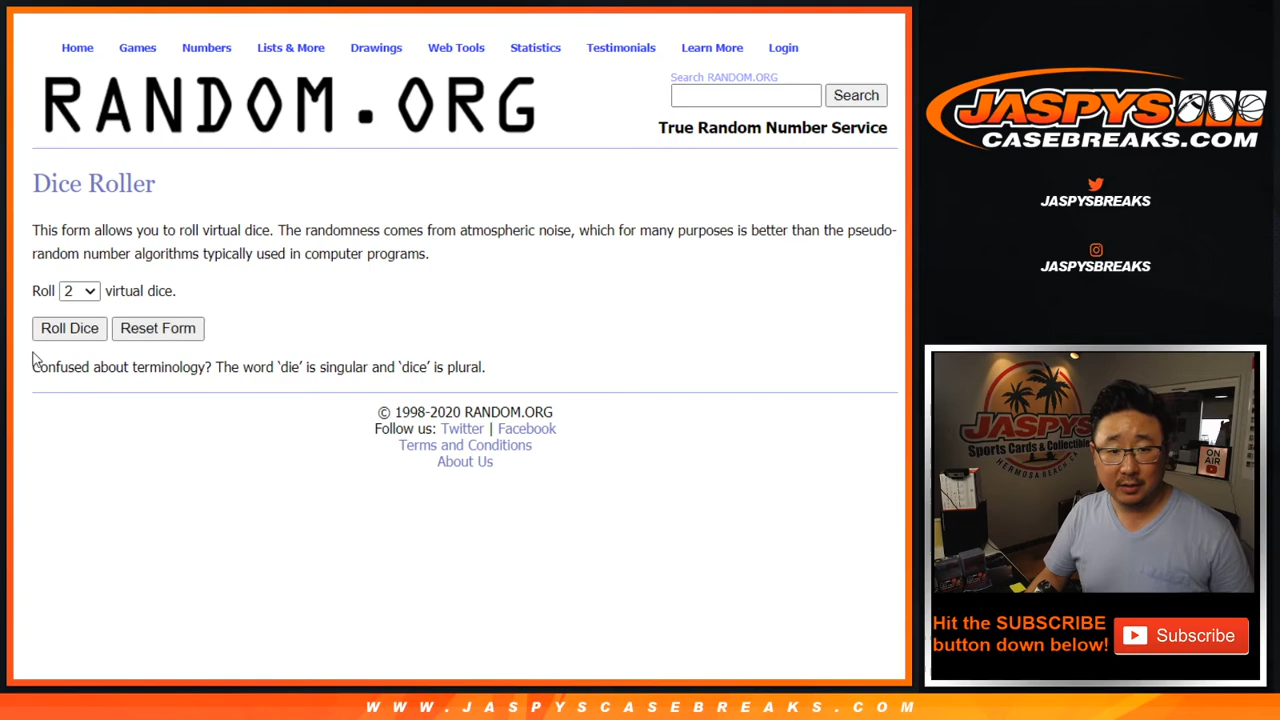 Home Games Numbers Lists & More Drawings Web Tools Statistics Testimonials Learn More Login
RANDOM.ORG
Search RANDOM.ORG
Search
True Random Number Service
Dice Roller
This form allows you to roll virtual dice. The randomness comes from atmospheric noise, which for many purposes is better than the pseudo-
random number algorithms typically used in computer programs.
Roll 2 virtual dice.
Roll Dice Reset Form
Confused about terminology? The word ‘die’ is singular and ‘dice’ is plural.
© 1998-2020 RANDOM.ORG
Follow us: Twitter | Facebook
Terms and Conditions
About Us
JASPYS
CASEBREAKS.COM
JASPYSBREAKS
JASPYSBREAKS
JASPYS
Sports Cards & Collectibles
HERMOSA BEACH, CA
ON
AIR
Hit the SUBSCRIBE
button down below!
Subscribe
WWW.JASPYSCASEBREAKS.COM